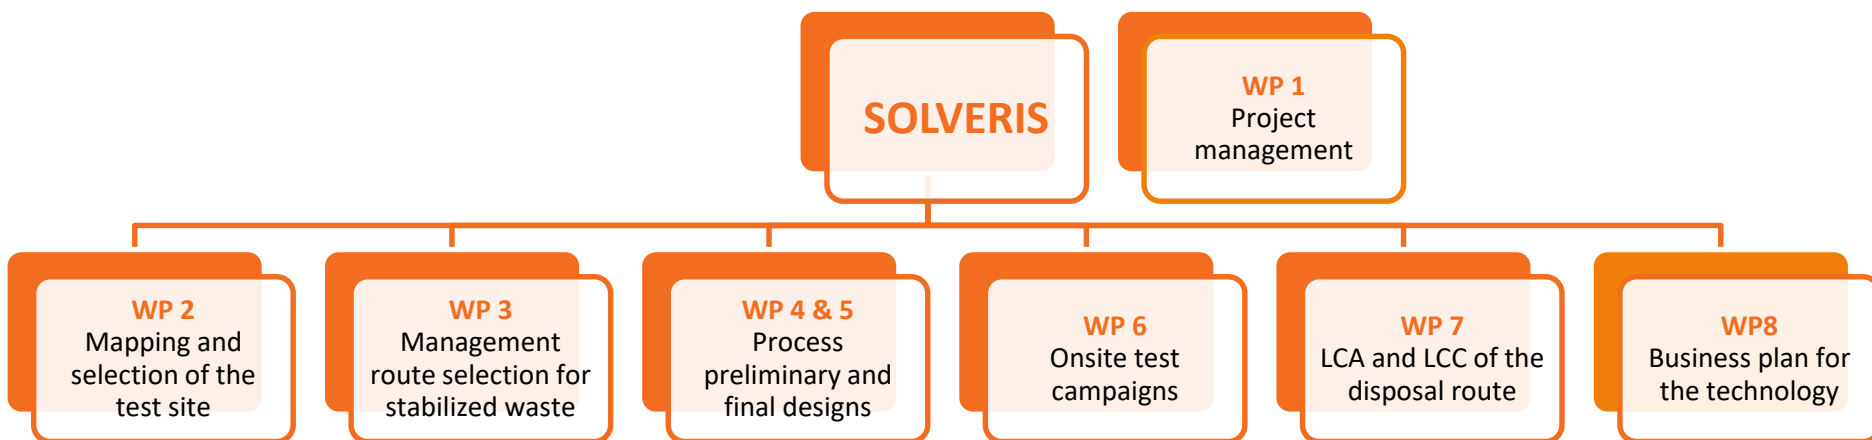 SOLVERIS
WP 1
Project
management
WP 2
Mapping and
selection of the
test site
WP 3
Management
route selection for
stabilized waste
WP 4 & 5
Process
preliminary and
final designs
WP 6
Onsite test
campaigns
WP 7
LCA and LCC of the
disposal route
WP8
Business plan for
the technology